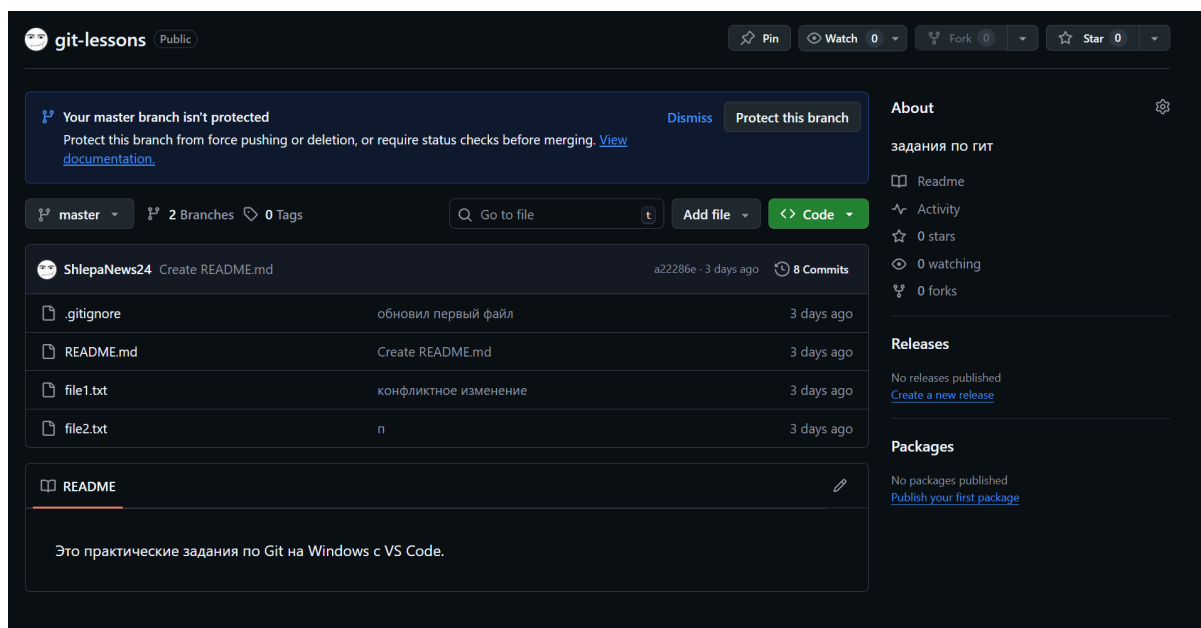 git-lessons Public
Pin Watch 0 Fork 0 Star 0
Your master branch isn't protected
Protect this branch from force pushing or deletion, or require status checks before merging. View
documentation.
Dismiss Protect this branch
master 2 Branches 0 Tags Go to file t Add file Code
ShlepaNews24 Create README.md a22286e · 3 days ago 8 Commits
.gitignore обновил первый файл 3 days ago
README.md Create README.md 3 days ago
file1.txt конфликтное изменение 3 days ago
file2.txt п 3 days ago
README
Это практические задания по Git на Windows с VS Code.
About
задания по гит
Readme
Activity
0 stars
0 watching
0 forks
Releases
No releases published
Create a new release
Packages
No packages published
Publish your first package